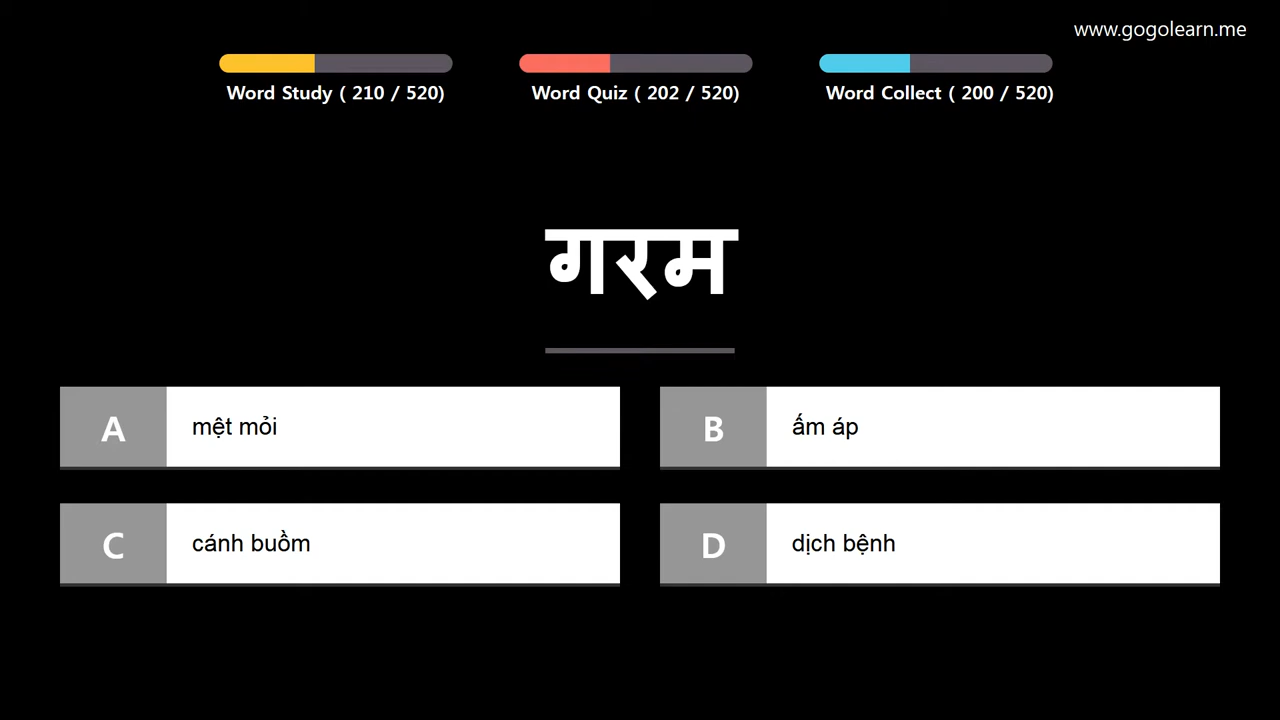 www.gogolearn.me
Word Study ( 210 / 520)
Word Quiz ( 202 / 520)
Word Collect ( 200 / 520)
गरम
A mệt mỏi
B ấm áp
C cánh buồm
D dịch bệnh